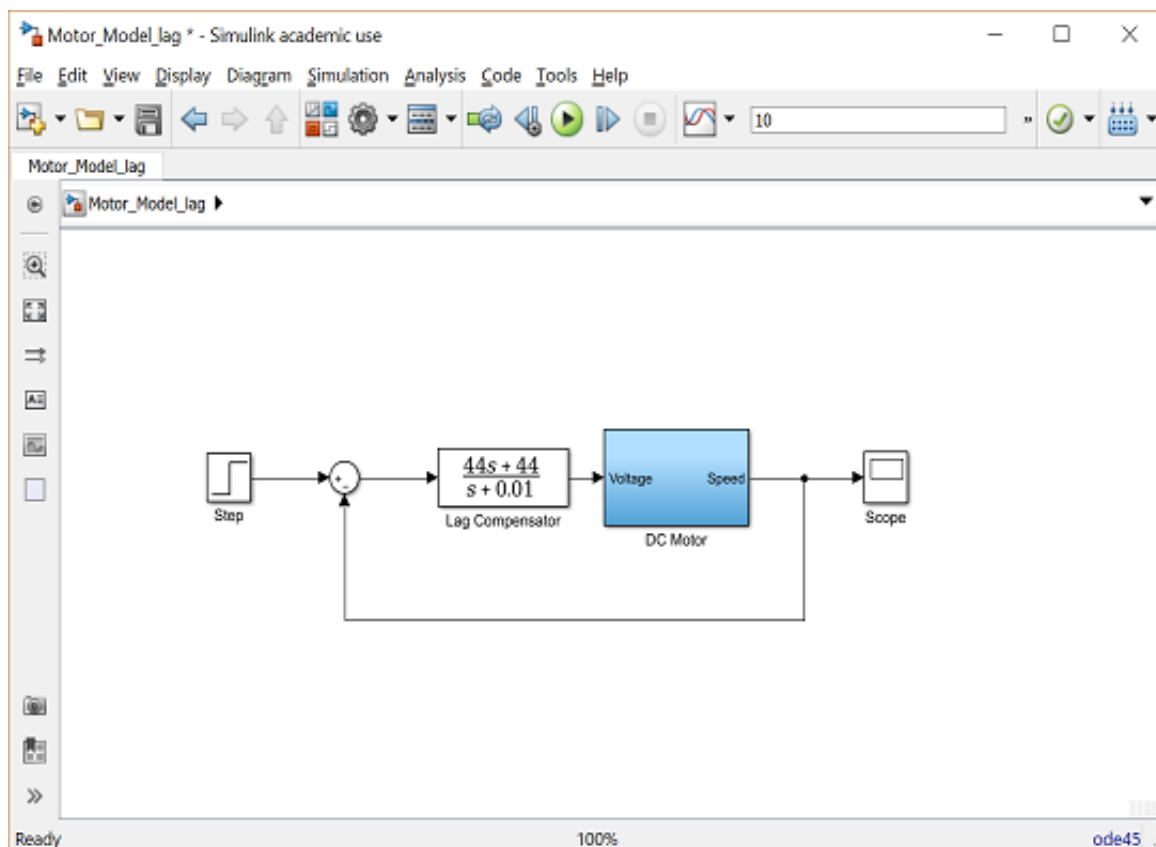 Motor_Model_lag * - Simulink academic use
File Edit View Display Diagram Simulation Analysis Code Tools Help
10 »
Motor_Model_lag
Motor_Model_lag
Step
+
-
44s + 44
s + 0.01
Lag Compensator
Voltage Speed
DC Motor
Scope
Ready 100% ode45